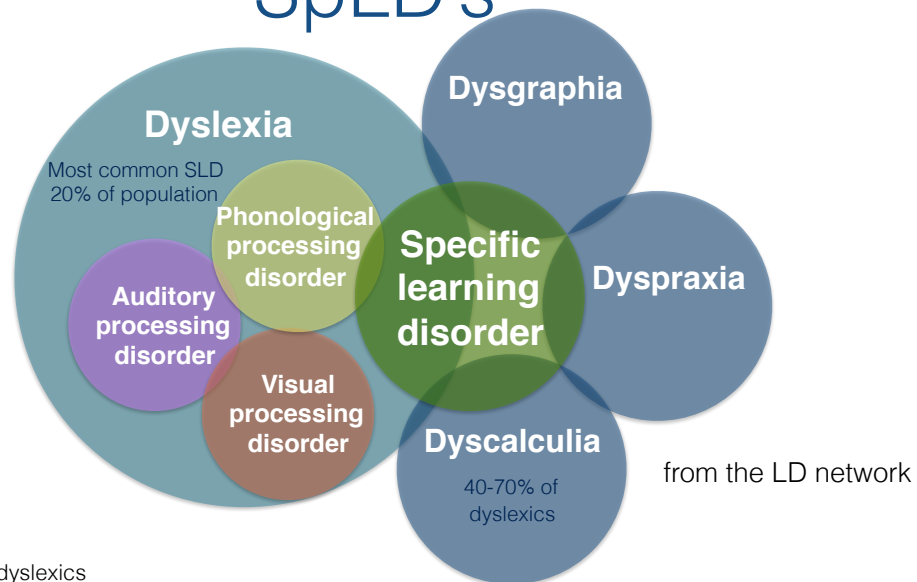 SpLD's
Dysgraphia
Dyslexia
Most common SLD
20% of population
Phonological
processing
disorder
Specific
learning
disorder
Dyspraxia
Auditory
processing
disorder
Visual
processing
disorder
Dyscalculia
40-70% of
dyslexics
from the LD network
dyslexics